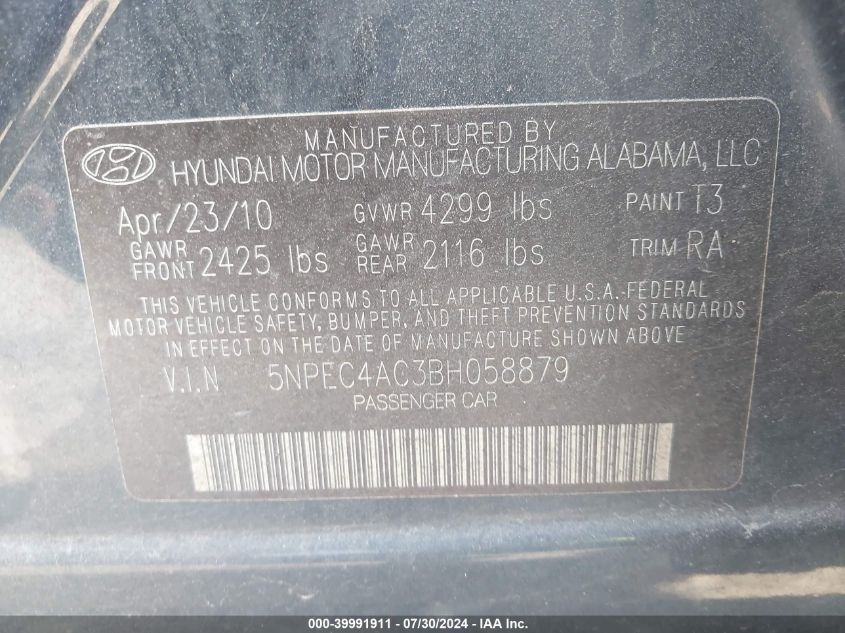 MANUFACTURED BY
HYUNDAI MOTOR MANUFACTURING ALABAMA, LLC
Apr/23/10 GVWR 4299 lbs PAINT T3
GAWR FRONT 2425 lbs GAWR REAR 2116 lbs TRIM RA
THIS VEHICLE CONFORMS TO ALL APPLICABLE U.S.A. FEDERAL
MOTOR VEHICLE SAFETY, BUMPER, AND THEFT PREVENTION STANDARDS
IN EFFECT ON THE DATE OF MANUFACTURE SHOWN ABOVE
V.I.N 5NPEC4AC3BH058879
PASSENGER CAR
000-39991911 - 07/30/2024 - IAA Inc.